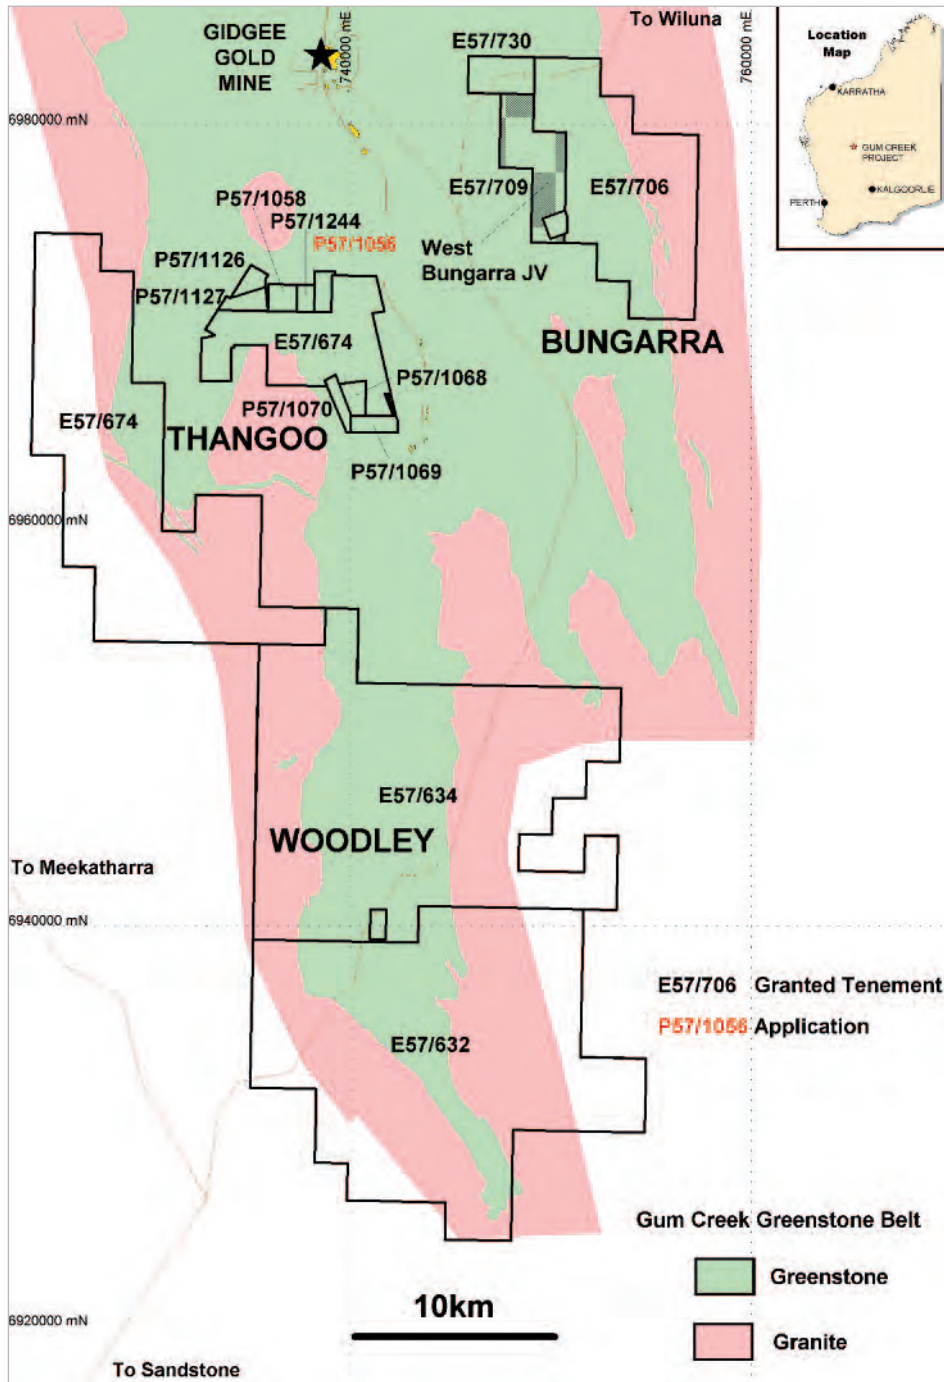 To Wiluna
GIDGEE
GOLD
MINE
740000 mE
E57/730
760000 mE
Location
Map
KARRATHA
GUM CREEK
PROJECT
KALGOORLIE
PERTH
6980000 mN
P57/1058
P57/1244
P57/1056
E57/709
E57/706
West
Bungarra JV
P57/1126
P57/1127
E57/674
BUNGARRA
P57/1068
E57/674
P57/1070
THANGOO
P57/1069
6960000 mN
E57/634
WOODLEY
To Meekatharra
6940000 mN
E57/706 Granted Tenement
P57/1056 Application
E57/632
Gum Creek Greenstone Belt
Greenstone
10km
6920000 mN
Granite
To Sandstone